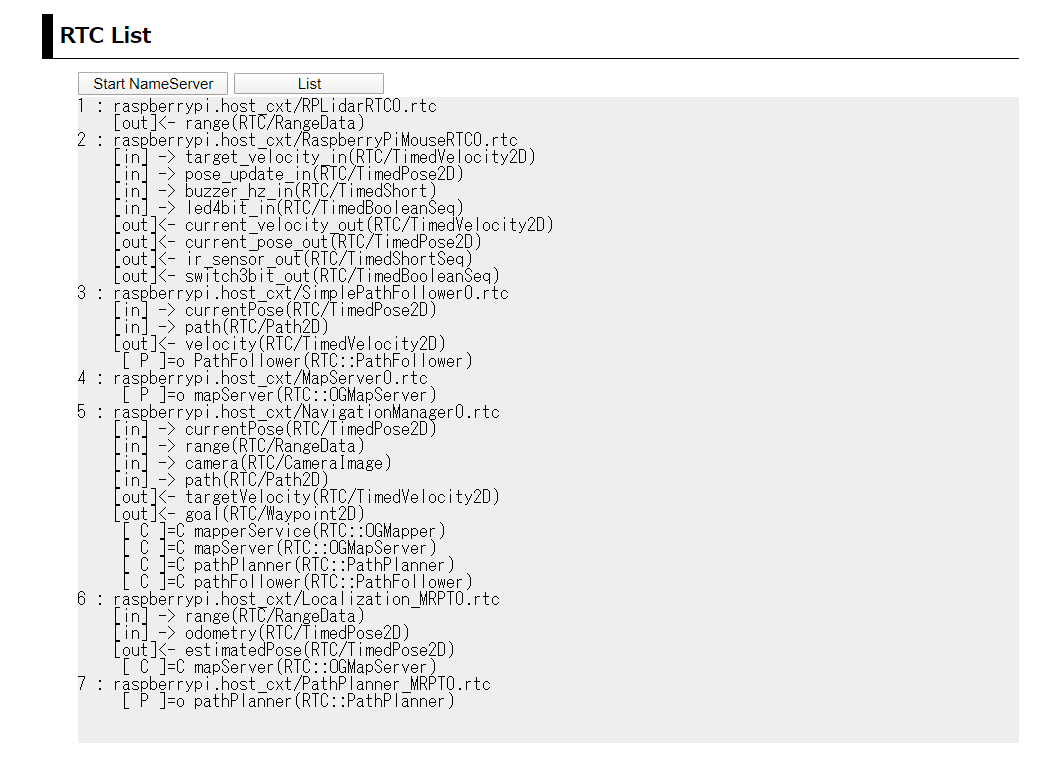 RTC List
Start NameServer List
1 : raspberrypi.host_cxt/RPLidarRTC0.rtc
[out]<- range(RTC/RangeData)
2 : raspberrypi.host_cxt/RaspberryPiMouseRTC0.rtc
[in] -> target_velocity_in(RTC/TimedVelocity2D)
[in] -> pose_update_in(RTC/TimedPose2D)
[in] -> buzzer_hz_in(RTC/TimedShort)
[in] -> led4bit_in(RTC/TimedBooleanSeq)
[out]<- current_velocity_out(RTC/TimedVelocity2D)
[out]<- current_pose_out(RTC/TimedPose2D)
[out]<- ir_sensor_out(RTC/TimedShortSeq)
[out]<- switch3bit_out(RTC/TimedBooleanSeq)
3 : raspberrypi.host_cxt/SimplePathFollower0.rtc
[in] -> currentPose(RTC/TimedPose2D)
[in] -> path(RTC/Path2D)
[out]<- velocity(RTC/TimedVelocity2D)
[ P ]=o PathFollower(RTC::PathFollower)
4 : raspberrypi.host_cxt/MapServer0.rtc
[ P ]=o mapServer(RTC::OGMapServer)
5 : raspberrypi.host_cxt/NavigationManager0.rtc
[in] -> currentPose(RTC/TimedPose2D)
[in] -> range(RTC/RangeData)
[in] -> camera(RTC/CameraImage)
[in] -> path(RTC/Path2D)
[out]<- targetVelocity(RTC/TimedVelocity2D)
[out]<- goal(RTC/Waypoint2D)
[ C ]=C mapperService(RTC::OGMapper)
[ C ]=C mapServer(RTC::OGMapServer)
[ C ]=C pathPlanner(RTC::PathPlanner)
[ C ]=C pathFollower(RTC::PathFollower)
6 : raspberrypi.host_cxt/Localization_MRPT0.rtc
[in] -> range(RTC/RangeData)
[in] -> odometry(RTC/TimedPose2D)
[out]<- estimatedPose(RTC/TimedPose2D)
[ C ]=C mapServer(RTC::OGMapServer)
7 : raspberrypi.host_cxt/PathPlanner_MRPT0.rtc
[ P ]=o pathPlanner(RTC::PathPlanner)